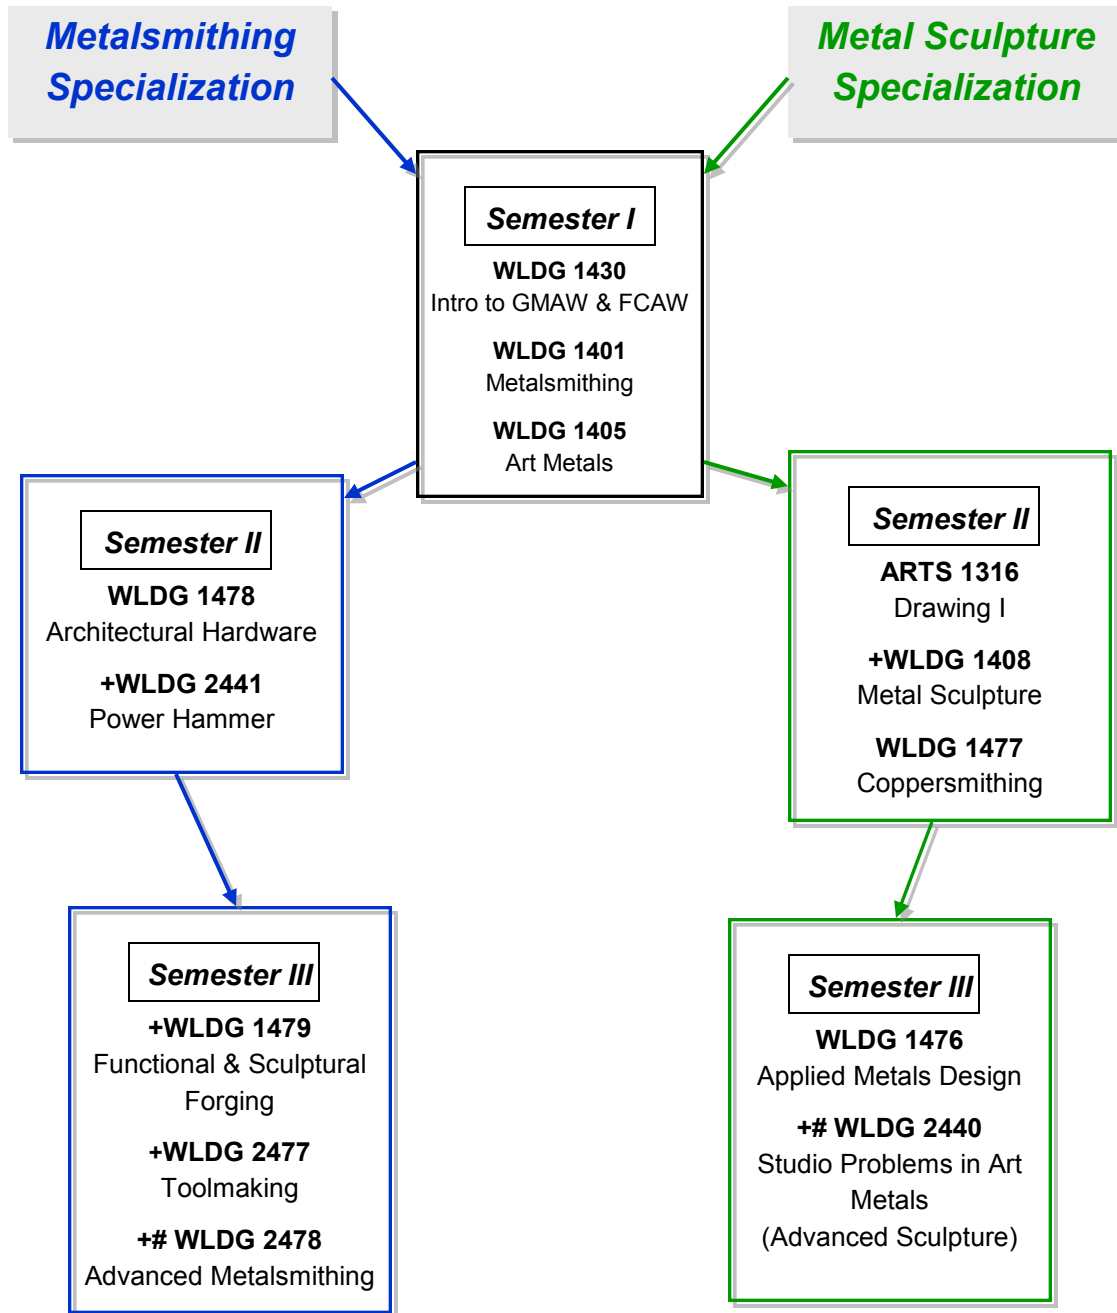 Metalsmithing
Specialization
Metal Sculpture
Specialization
Semester I
WLDG 1430
Intro to GMAW & FCAW
WLDG 1401
Metalsmithing
WLDG 1405
Art Metals
Semester II
WLDG 1478
Architectural Hardware
+WLDG 2441
Power Hammer
Semester II
ARTS 1316
Drawing I
+WLDG 1408
Metal Sculpture
WLDG 1477
Coppersmithing
Semester III
+WLDG 1479
Functional & Sculptural
Forging
+WLDG 2477
Toolmaking
+# WLDG 2478
Advanced Metalsmithing
Semester III
WLDG 1476
Applied Metals Design
+# WLDG 2440
Studio Problems in Art
Metals
(Advanced Sculpture)